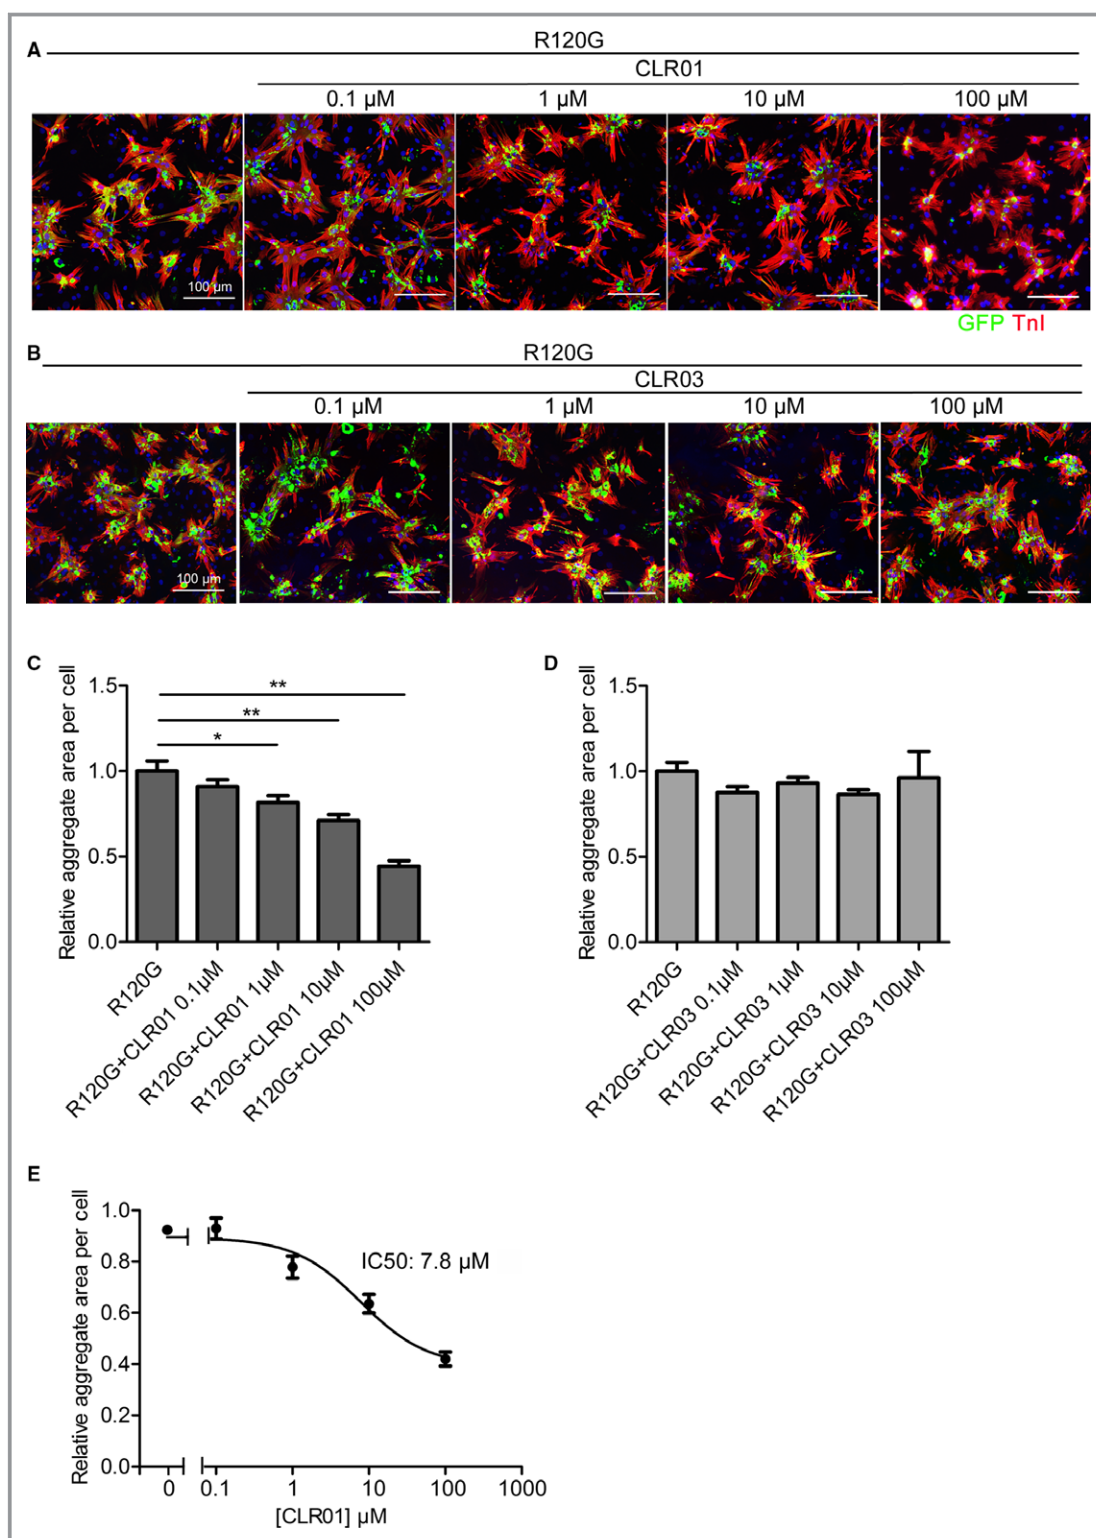 A
R120G
CLR01
0.1 µM 1 µM 10 µM 100 µM
100 µm
GFP TnI
B
R120G
CLR03
0.1 µM 1 µM 10 µM 100 µM
100 µm
C
Relative aggregate area per cell
1.5
1.0
0.5
0.0
**
**
*
R120G
R120G+CLR01 0.1µM
R120G+CLR01 1µM
R120G+CLR01 10µM
R120G+CLR01 100µM
D
Relative aggregate area per cell
1.5
1.0
0.5
0.0
R120G
R120G+CLR03 0.1µM
R120G+CLR03 1µM
R120G+CLR03 10µM
R120G+CLR03 100µM
E
Relative aggregate area per cell
1.0
0.8
0.6
0.4
0.2
0.0
IC50: 7.8 µM
0 0.1 1 10 100 1000
[CLR01] µM